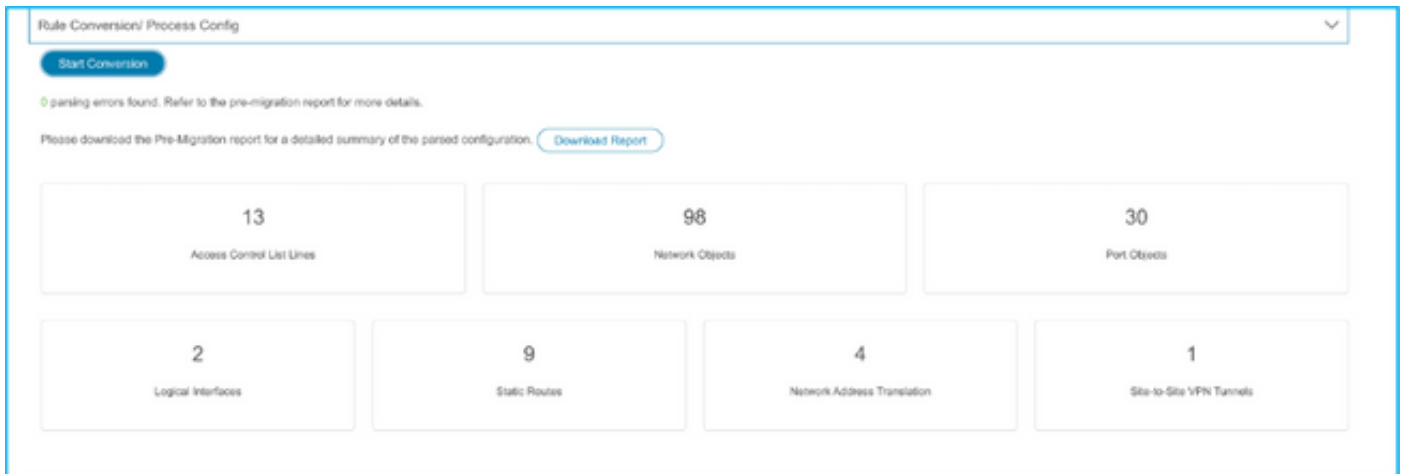 Rule Conversion/ Process Config
Start Conversion
0 parsing errors found. Refer to the pre-migration report for more details.
Please download the Pre-Migration report for a detailed summary of the parsed configuration. Download Report
13
98
30
Access Control List Lines
Network Objects
Port Objects
2
9
4
1
Logical Interfaces
Static Routes
Network Address Translation
Site-to-Site VPN Tunnels